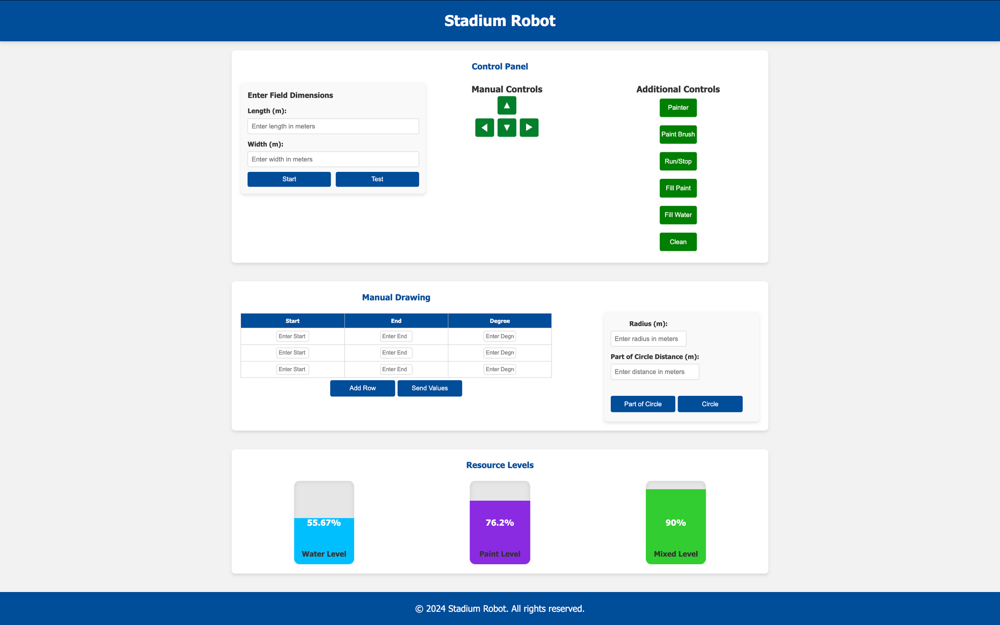 Stadium Robot
Control Panel
Enter Field Dimensions
Length (m):
Enter length in meters
Width (m):
Enter width in meters
Start Test
Manual Controls
▲
◀ ▼ ▶
Additional Controls
Painter
Paint Brush
Run/Stop
Fill Paint
Fill Water
Clean
Manual Drawing
Start End Degree
Enter Start Enter End Enter Degre
Enter Start Enter End Enter Degre
Enter Start Enter End Enter Degre
Add Row Send Values
Radius (m):
Enter radius in meters
Part of Circle Distance (m):
Enter distance in meters
Part of Circle Circle
Resource Levels
55.67%
Water Level
76.2%
Paint Level
90%
Mixed Level
© 2024 Stadium Robot. All rights reserved.